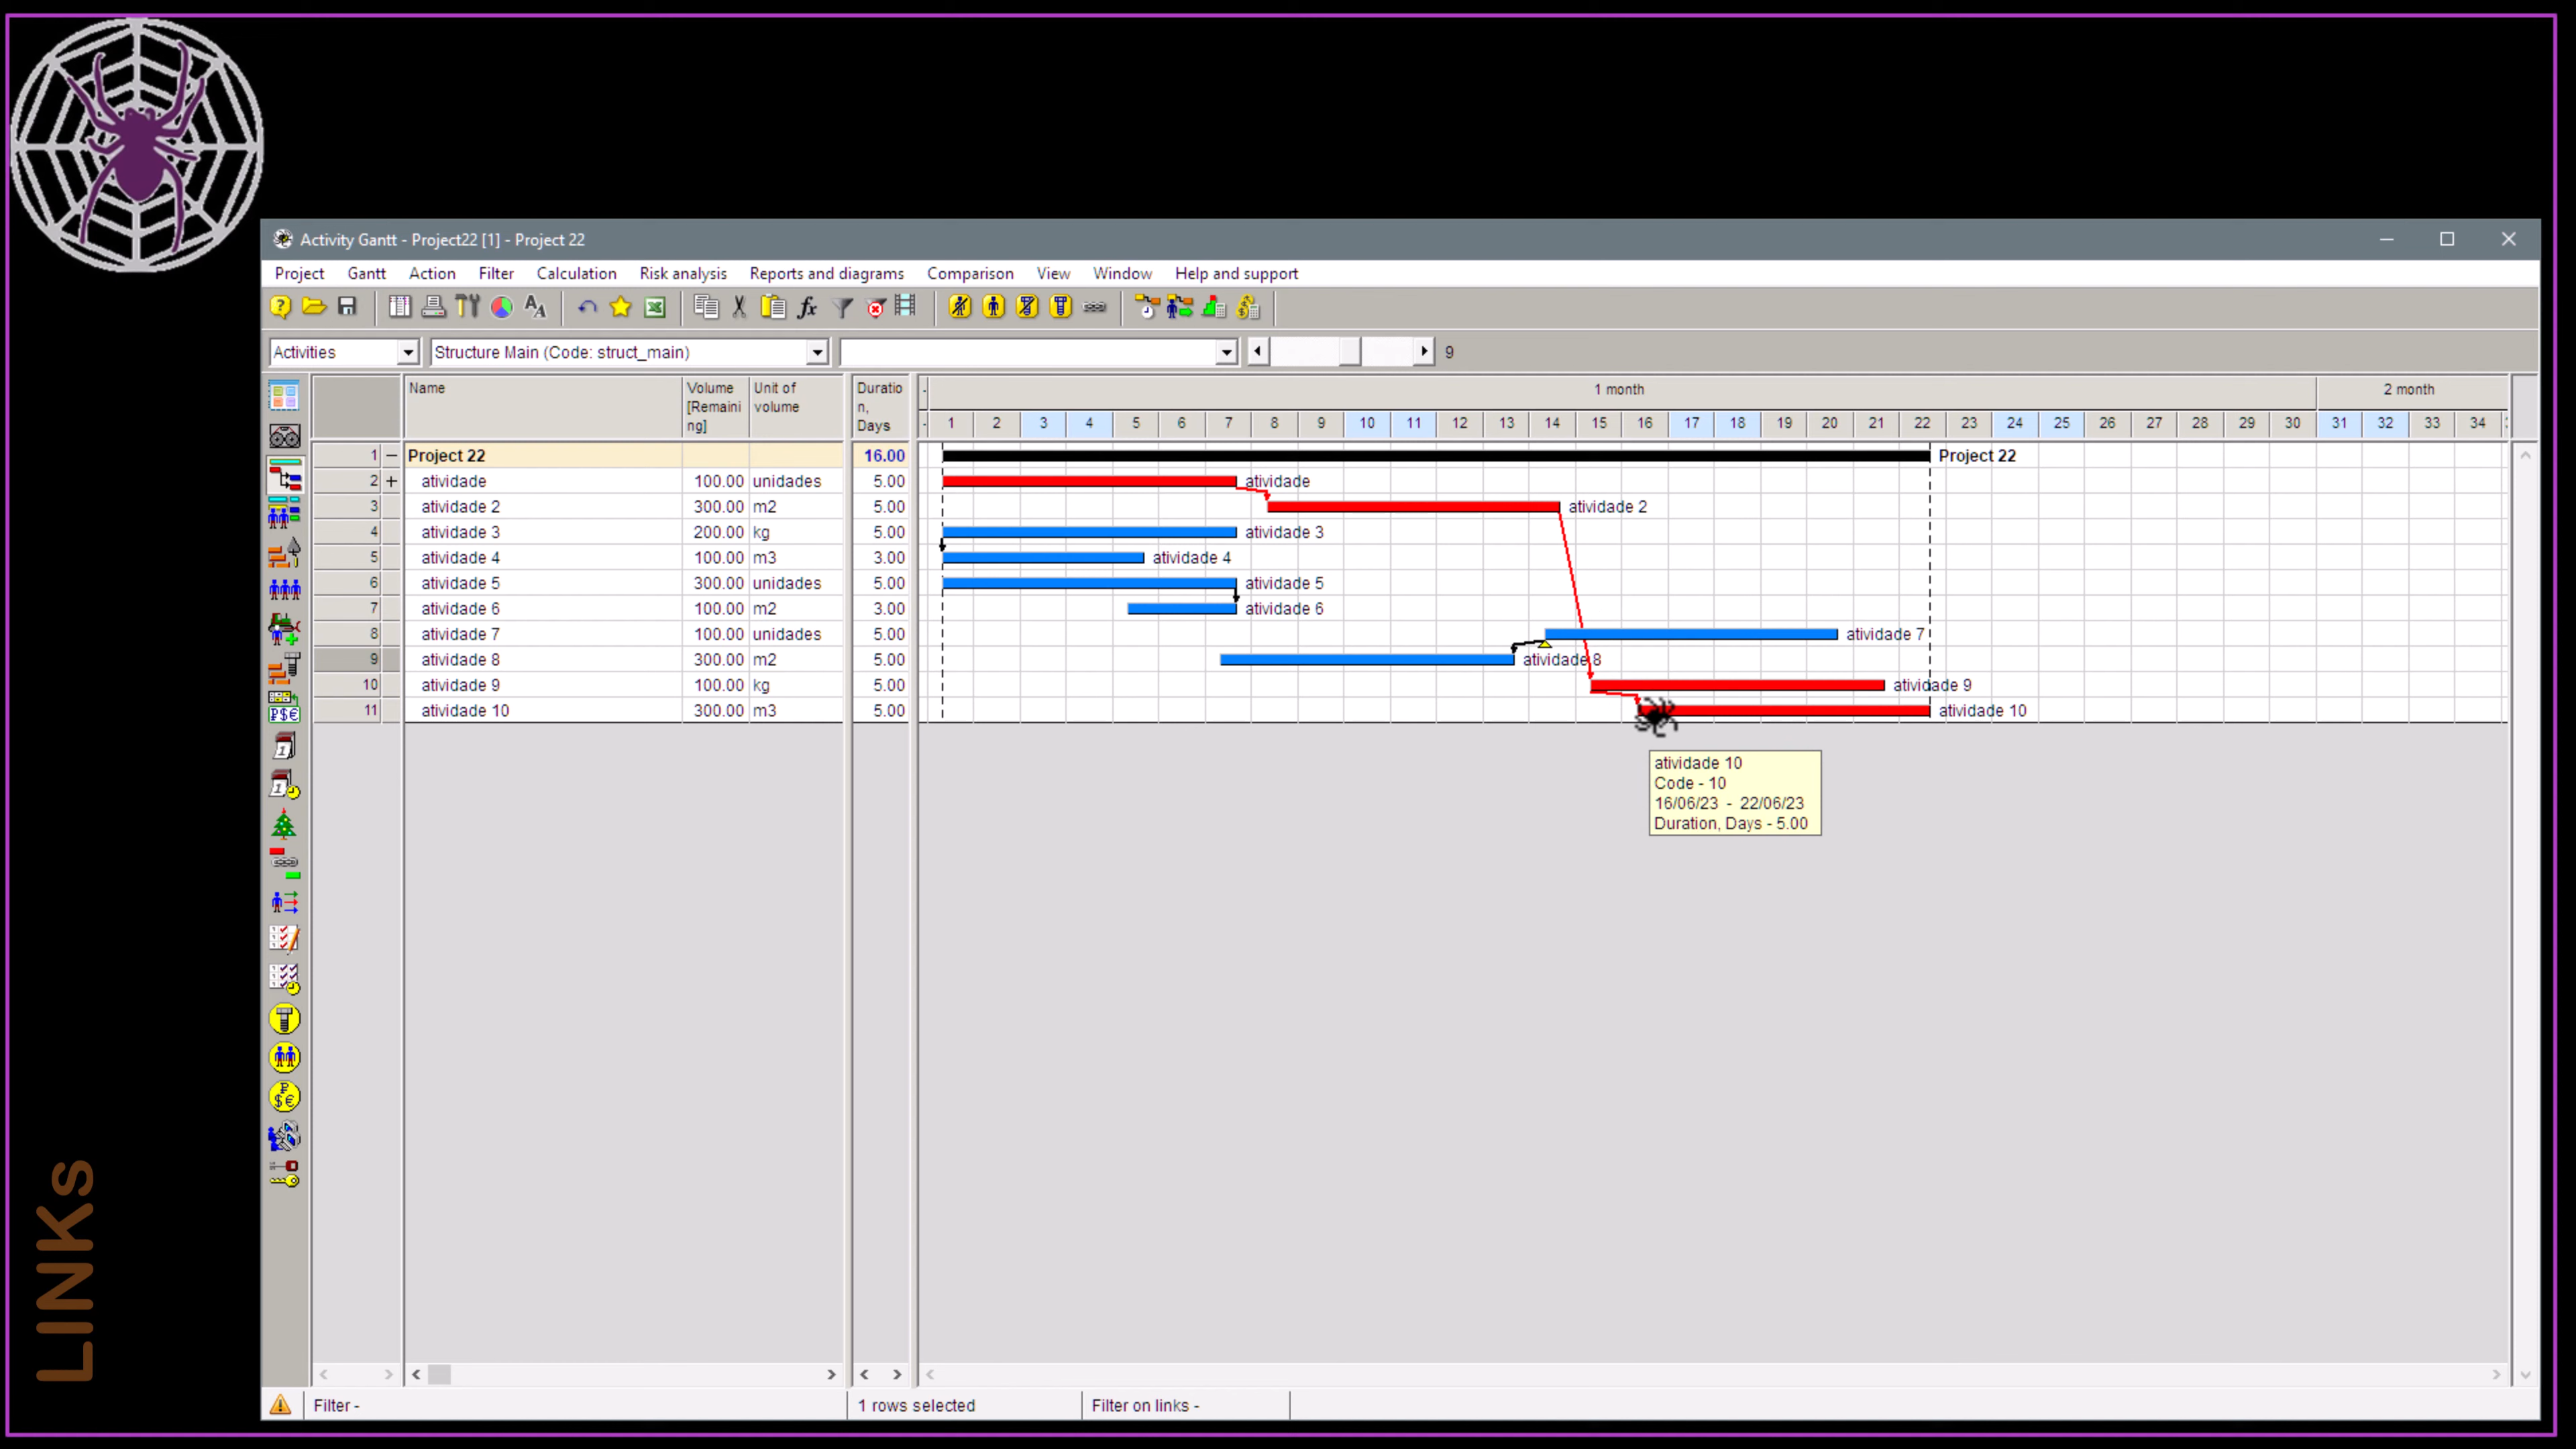 Activity Gantt - Project22 [1] - Project 22
Project Gantt Action Filter Calculation Risk analysis Reports and diagrams Comparison View Window Help and support
Activities Structure Main (Code: struct_main) 9
Name Volume [Remaini ng] Unit of volume Duratio n, Days 1 month 2 month
1 2 3 4 5 6 7 8 9 10 11 12 13 14 15 16 17 18 19 20 21 22 23 24 25 26 27 28 29 30 31 32 33 34
1 Project 22 16.00 Project 22
2 atividade 100.00 unidades 5.00 atividade
3 atividade 2 300.00 m2 5.00 atividade 2
4 atividade 3 200.00 kg 5.00 atividade 3
5 atividade 4 100.00 m3 3.00 atividade 4
6 atividade 5 300.00 unidades 5.00 atividade 5
7 atividade 6 100.00 m2 3.00 atividade 6
8 atividade 7 100.00 unidades 5.00 atividade 7
9 atividade 8 300.00 m2 5.00 atividade 8
10 atividade 9 100.00 kg 5.00 atividade 9
11 atividade 10 300.00 m3 5.00 atividade 10
atividade 10
Code - 10
16/06/23 - 22/06/23
Duration, Days - 5.00
LINKs
Filter - 1 rows selected Filter on links -